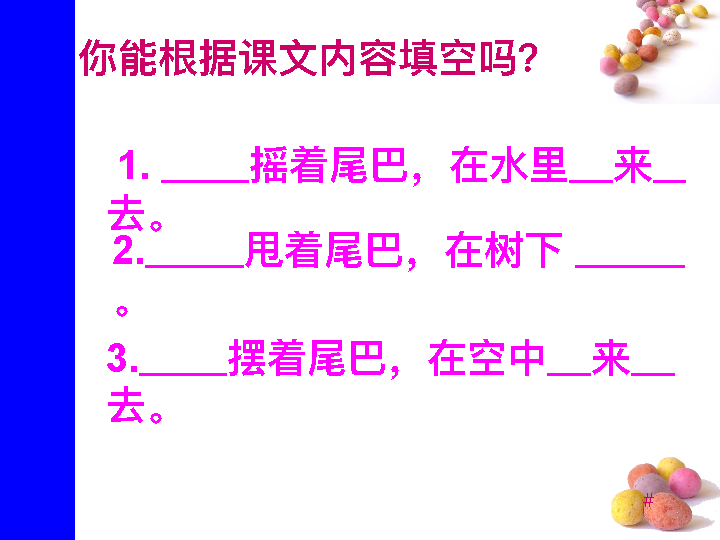 你能根据课文内容填空吗?
1. ____摇着尾巴，在水里__来__
去。
2._____甩着尾巴，在树下 _____
。
3.____摆着尾巴，在空中__来__
去。
#